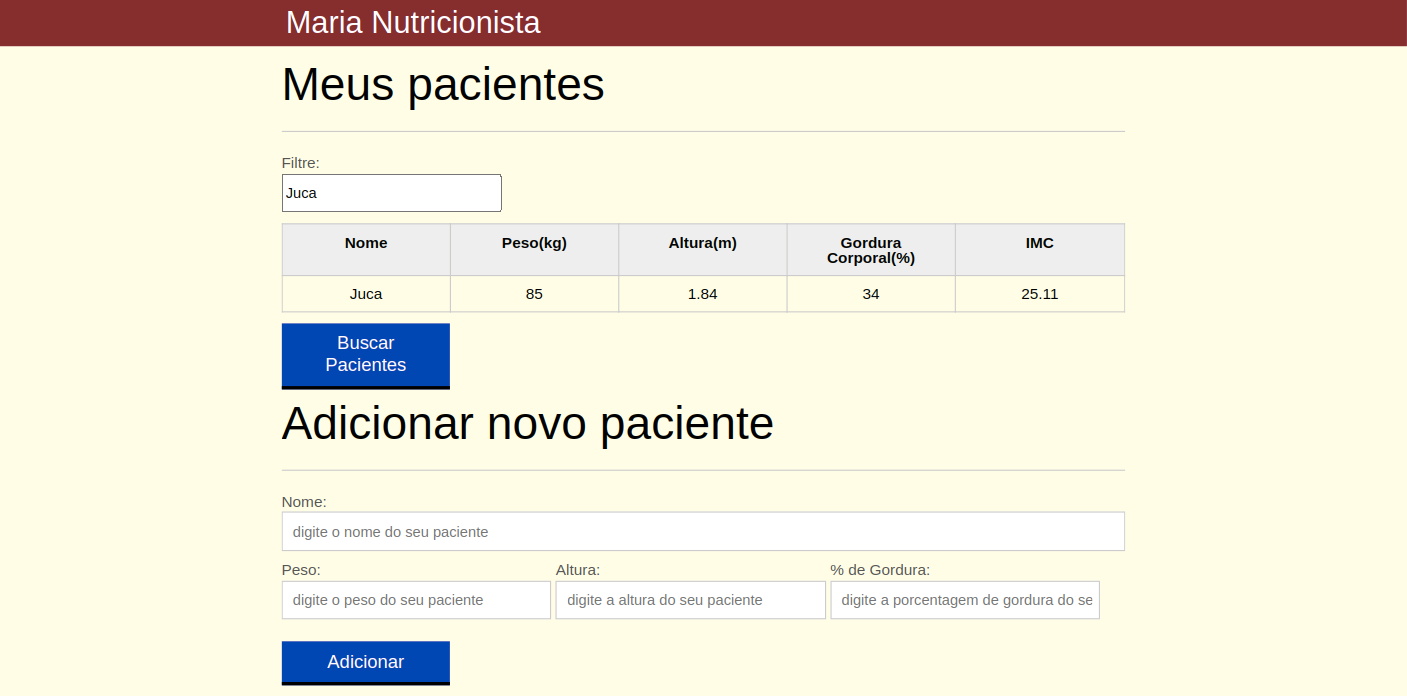 Maria Nutricionista
Meus pacientes
Filtre:
Juca
Nome Peso(kg) Altura(m) Gordura Corporal(%) IMC
Juca 85 1.84 34 25.11
Buscar
Pacientes
Adicionar novo paciente
Nome:
digite o nome do seu paciente
Peso: Altura: % de Gordura:
digite o peso do seu paciente digite a altura do seu paciente digite a porcentagem de gordura do se
Adicionar